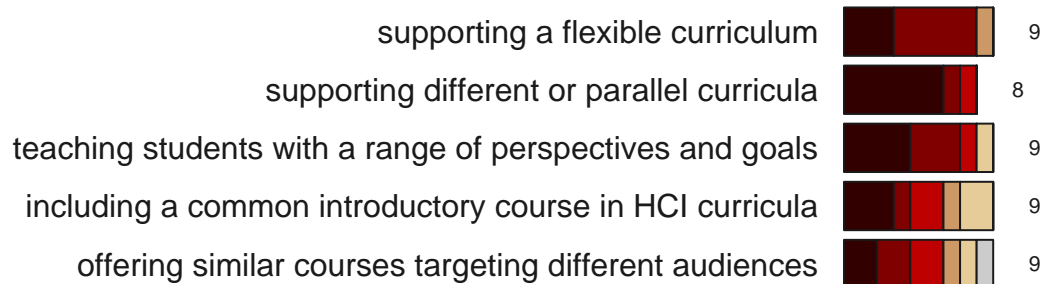 supporting a flexible curriculum 9
supporting different or parallel curricula 8
teaching students with a range of perspectives and goals 9
including a common introductory course in HCI curricula 9
offering similar courses targeting different audiences 9